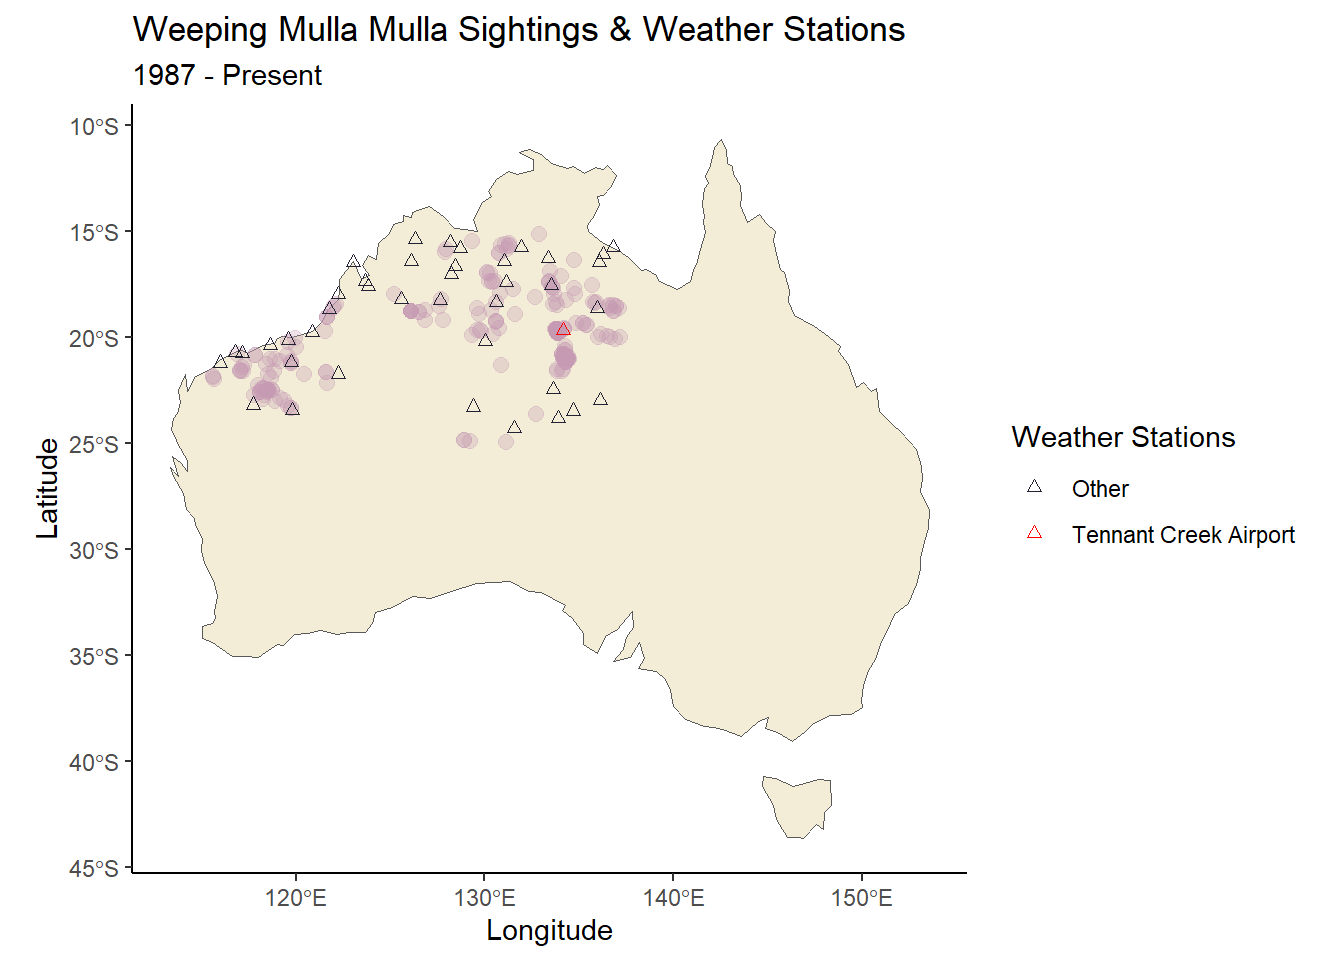 Weeping Mulla Mulla Sightings & Weather Stations
1987 - Present
10°S
15°S
20°S
25°S
30°S
35°S
40°S
45°S
Latitude
120°E
130°E
140°E
150°E
Longitude
Weather Stations
Other
Tennant Creek Airport